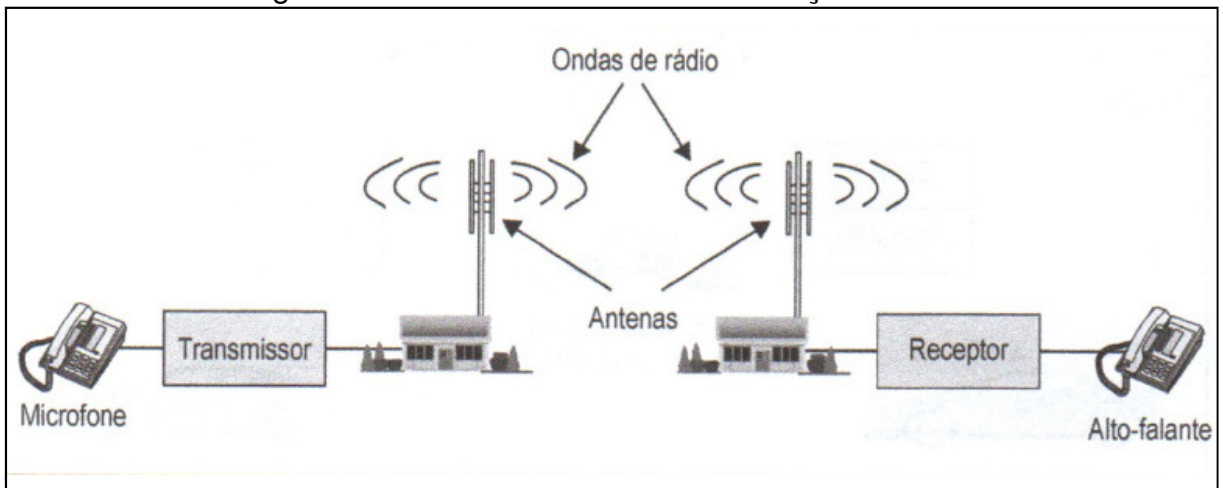 Ondas de rádio
Antenas
Transmissor
Receptor
Microfone
Alto-falante